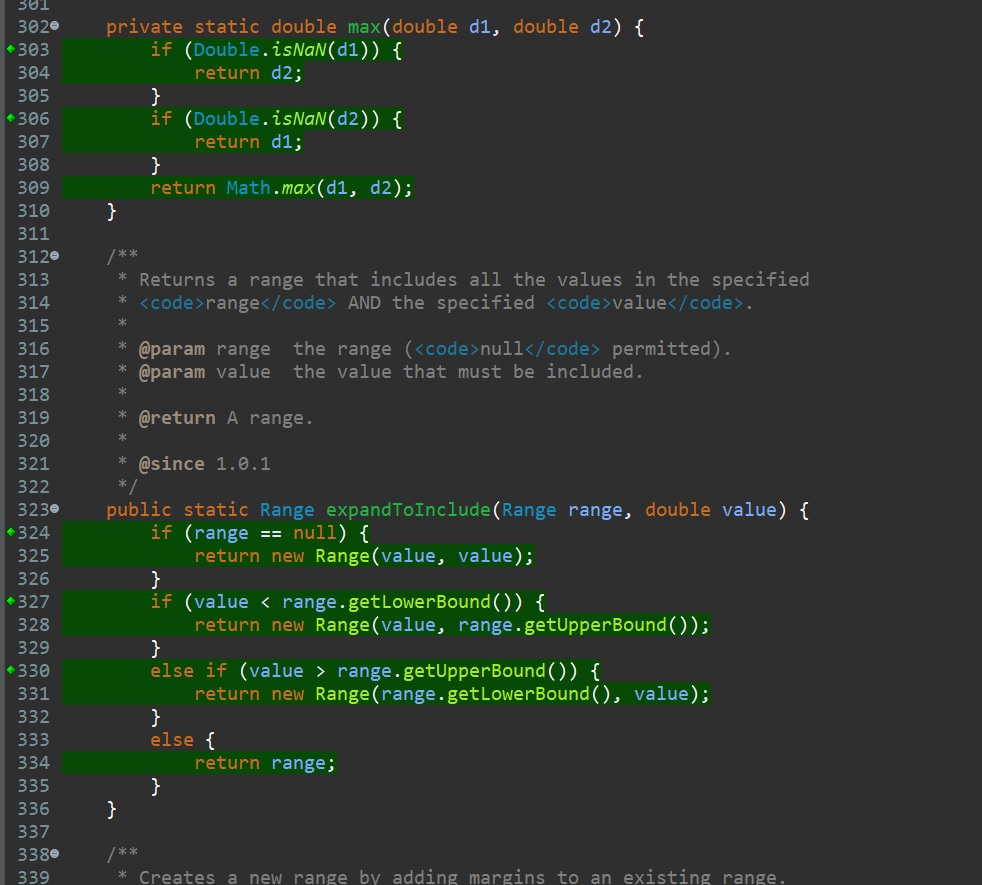 301
302 private static double max(double d1, double d2) {
303 if (Double.isNaN(d1)) {
304 return d2;
305 }
306 if (Double.isNaN(d2)) {
307 return d1;
308 }
309 return Math.max(d1, d2);
310 }
311
312 /**
313 * Returns a range that includes all the values in the specified
314 * <code>range</code> AND the specified <code>value</code>.
315 *
316 * @param range  the range (<code>null</code> permitted).
317 * @param value  the value that must be included.
318 *
319 * @return A range.
320 *
321 * @since 1.0.1
322 */
323 public static Range expandToInclude(Range range, double value) {
324 if (range == null) {
325 return new Range(value, value);
326 }
327 if (value < range.getLowerBound()) {
328 return new Range(value, range.getUpperBound());
329 }
330 else if (value > range.getUpperBound()) {
331 return new Range(range.getLowerBound(), value);
332 }
333 else {
334 return range;
335 }
336 }
337
338 /**
339 * Creates a new range by adding margins to an existing range.